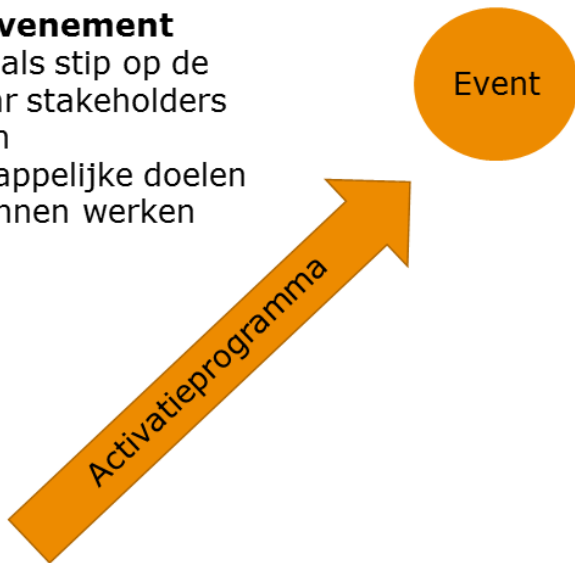 venement
als stip op de
r stakeholders
n
appelijke doelen
nnen werken
Event
Activatieprogramma